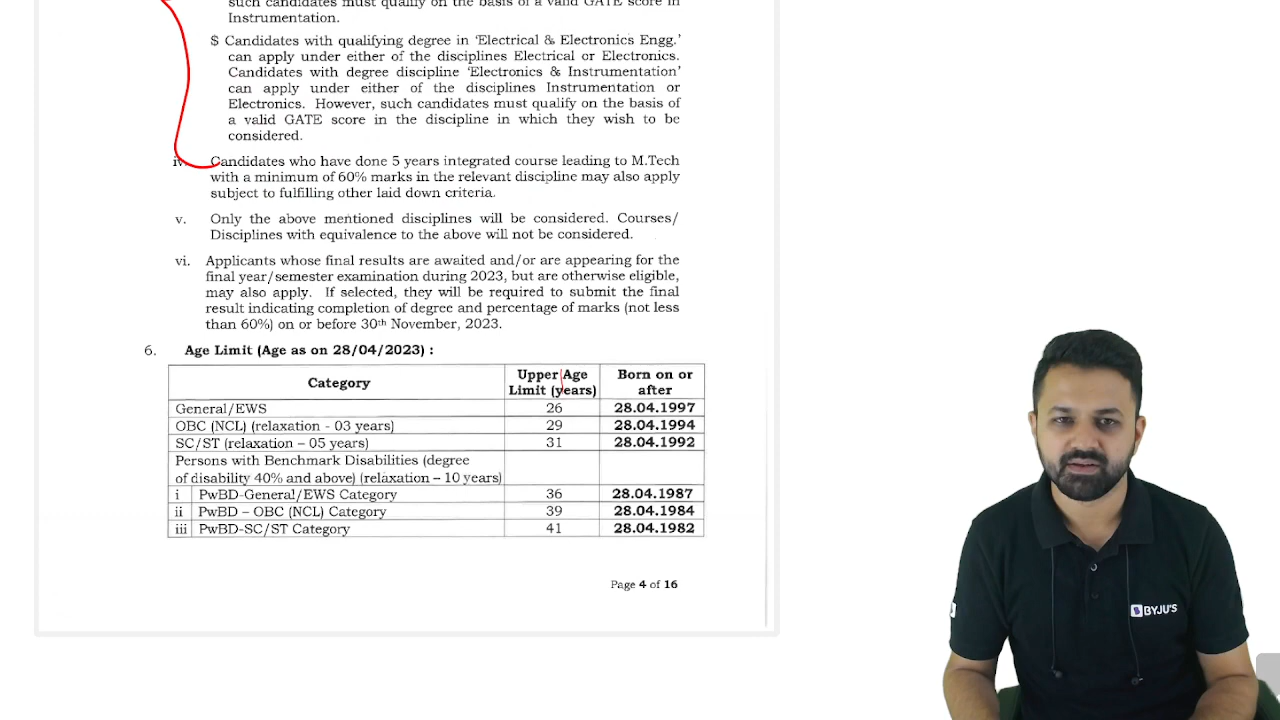 such candidates must qualify on the basis of a valid GATE score in
Instrumentation.
$ Candidates with qualifying degree in 'Electrical & Electronics Engg.'
can apply under either of the disciplines Electrical or Electronics.
Candidates with degree discipline 'Electronics & Instrumentation'
can apply under either of the disciplines Instrumentation or
Electronics. However, such candidates must qualify on the basis of
a valid GATE score in the discipline in which they wish to be
considered.
iv. Candidates who have done 5 years integrated course leading to M.Tech
with a minimum of 60% marks in the relevant discipline may also apply
subject to fulfilling other laid down criteria.
v. Only the above mentioned disciplines will be considered. Courses/
Disciplines with equivalence to the above will not be considered.
vi. Applicants whose final results are awaited and/or are appearing for the
final year/semester examination during 2023, but are otherwise eligible,
may also apply. If selected, they will be required to submit the final
result indicating completion of degree and percentage of marks (not less
than 60%) on or before 30th November, 2023.
6. Age Limit (Age as on 28/04/2023) :
Category Upper Age Limit (years) Born on or after
General/EWS 26 28.04.1997
OBC (NCL) (relaxation - 03 years) 29 28.04.1994
SC/ST (relaxation – 05 years) 31 28.04.1992
Persons with Benchmark Disabilities (degree
of disability 40% and above) (relaxation – 10 years)
i PwBD-General/EWS Category 36 28.04.1987
ii PwBD – OBC (NCL) Category 39 28.04.1984
iii PwBD-SC/ST Category 41 28.04.1982
Page 4 of 16
BYJU'S